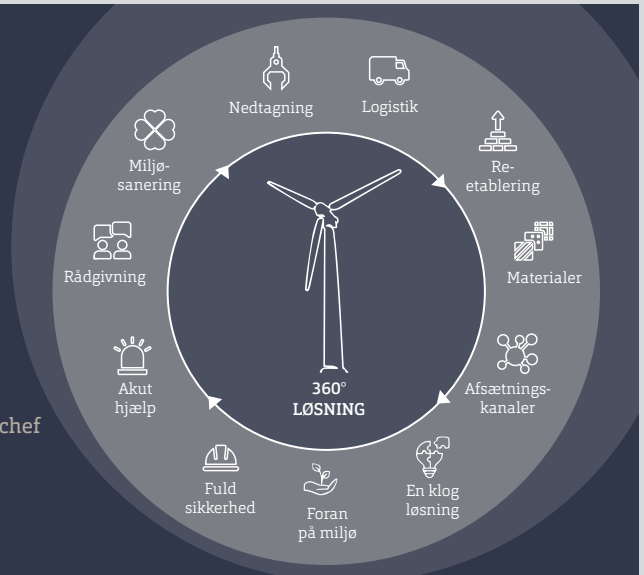 Nedtagning
Logistik
Re-
etablering
Materialer
Afsætnings-
kanaler
En klog
løsning
Foran
på miljø
Fuld
sikkerhed
Akut
hjælp
Rådgivning
Miljø-
sanering
360°
LØSNING
chef